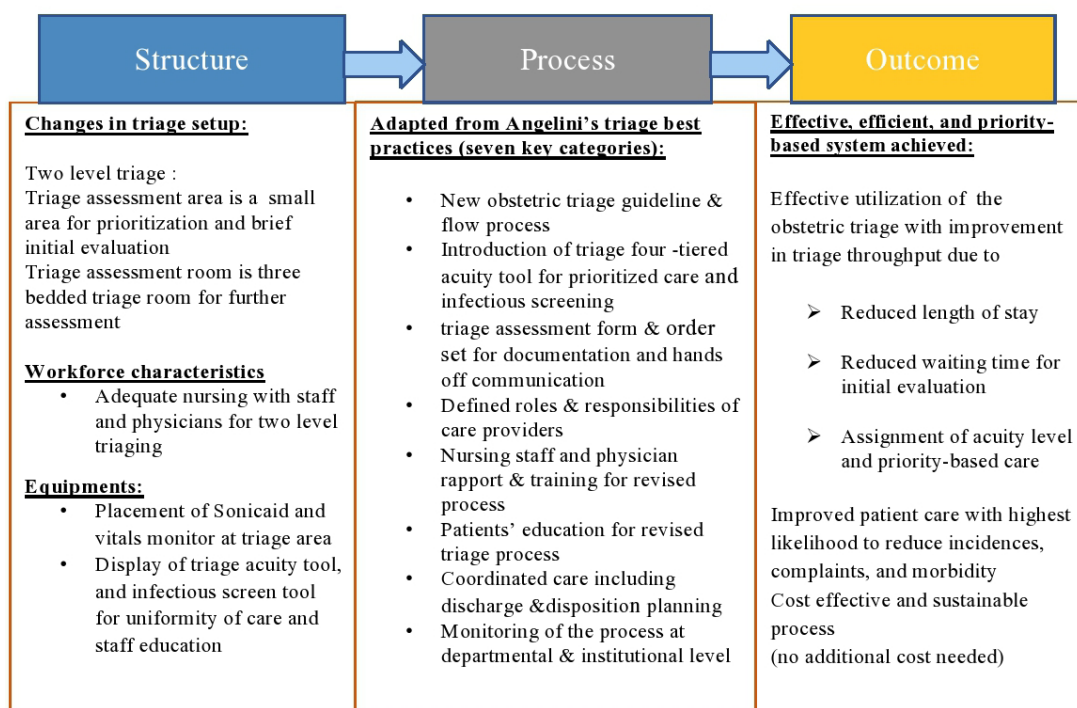 Structure
Process
Outcome
Changes in triage setup:
Two level triage :
Triage assessment area is a small
area for prioritization and brief
initial evaluation
Triage assessment room is three
bedded triage room for further
assessment
Workforce characteristics
• Adequate nursing with staff
and physicians for two level
triaging
Equipments:
• Placement of Sonicaid and
vitals monitor at triage area
• Display of triage acuity tool,
and infectious screen tool
for uniformity of care and
staff education
Adapted from Angelini's triage best
practices (seven key categories):
• New obstetric triage guideline &
flow process
• Introduction of triage four -tiered
acuity tool for prioritized care and
infectious screening
• triage assessment form & order
set for documentation and hands
off communication
• Defined roles & responsibilities of
care providers
• Nursing staff and physician
rapport & training for revised
process
• Patients' education for revised
triage process
• Coordinated care including
discharge &disposition planning
• Monitoring of the process at
departmental & institutional level
Effective, efficient, and priority-
based system achieved:
Effective utilization of the
obstetric triage with improvement
in triage throughput due to
➢ Reduced length of stay
➢ Reduced waiting time for
initial evaluation
➢ Assignment of acuity level
and priority-based care
Improved patient care with highest
likelihood to reduce incidences,
complaints, and morbidity
Cost effective and sustainable
process
(no additional cost needed)